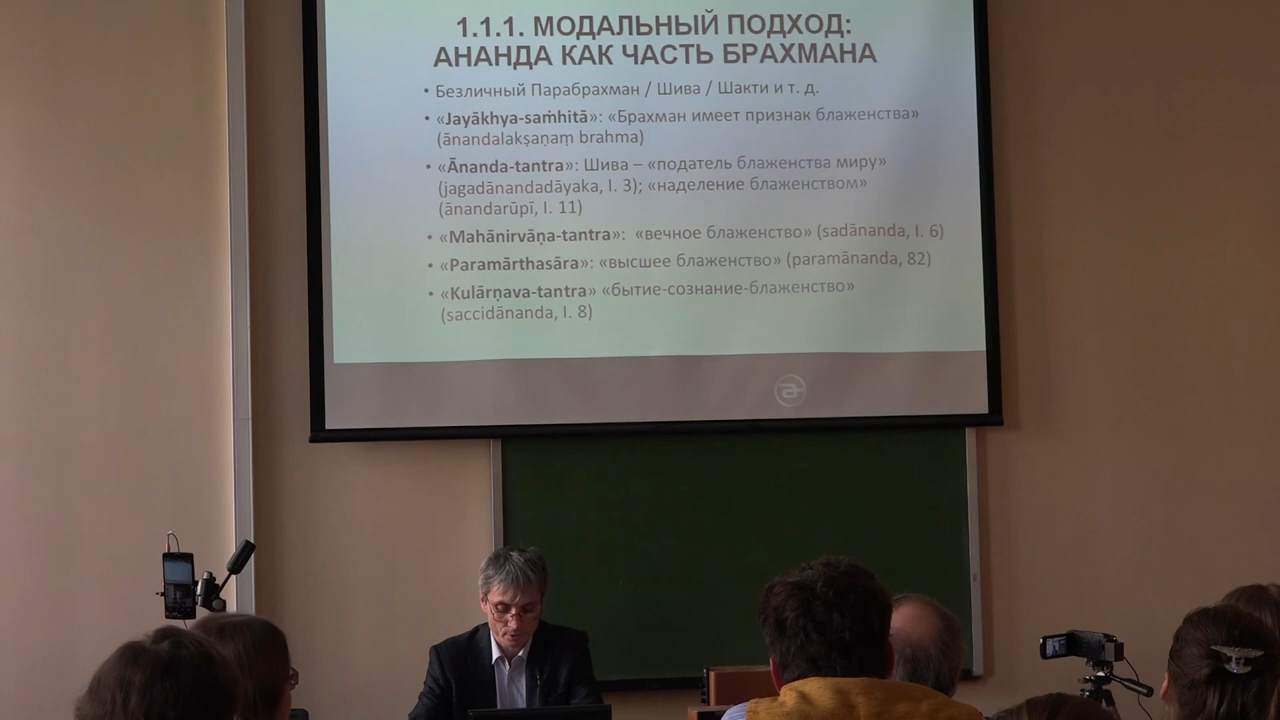 1.1.1. МОДАЛЬНЫЙ ПОДХОД:
АНАНДА КАК ЧАСТЬ БРАХМАНА
• Безличный Парабрахман / Шива / Шакти и т. д.
• «Jayākhya-saṁhitā»: «Брахман имеет признак блаженства»
(ānandalakṣaṇaṃ brahma)
• «Ānanda-tantra»: Шива – «податель блаженства миру»
(jagadānandadāyaka, I. 3); «наделение блаженством»
(ānandarūpī, I. 11)
• «Mahānirvāṇa-tantra»: «вечное блаженство» (sadānanda, I. 6)
• «Paramārthasāra»: «высшее блаженство» (paramānanda, 82)
• «Kulārṇava-tantra» «бытие-сознание-блаженство»
(saccidānanda, I. 8)